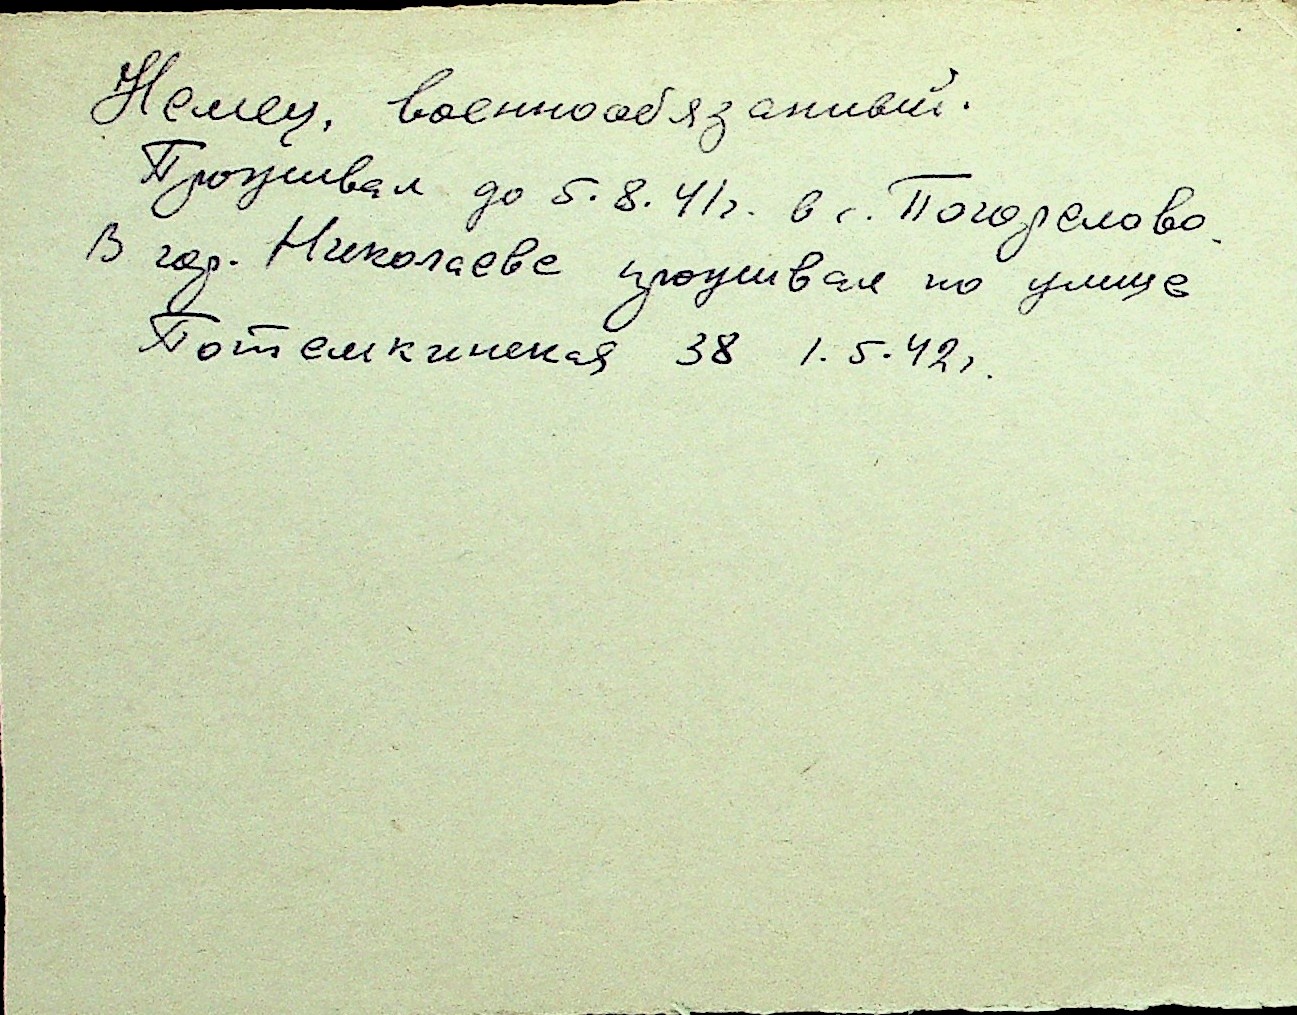 Немец, военнообязанный.
Проживал до 5.8.41г. в с. Погорелово.
В гор. Николаеве проживал по улице
Потемкинская 38 1.5.42г.